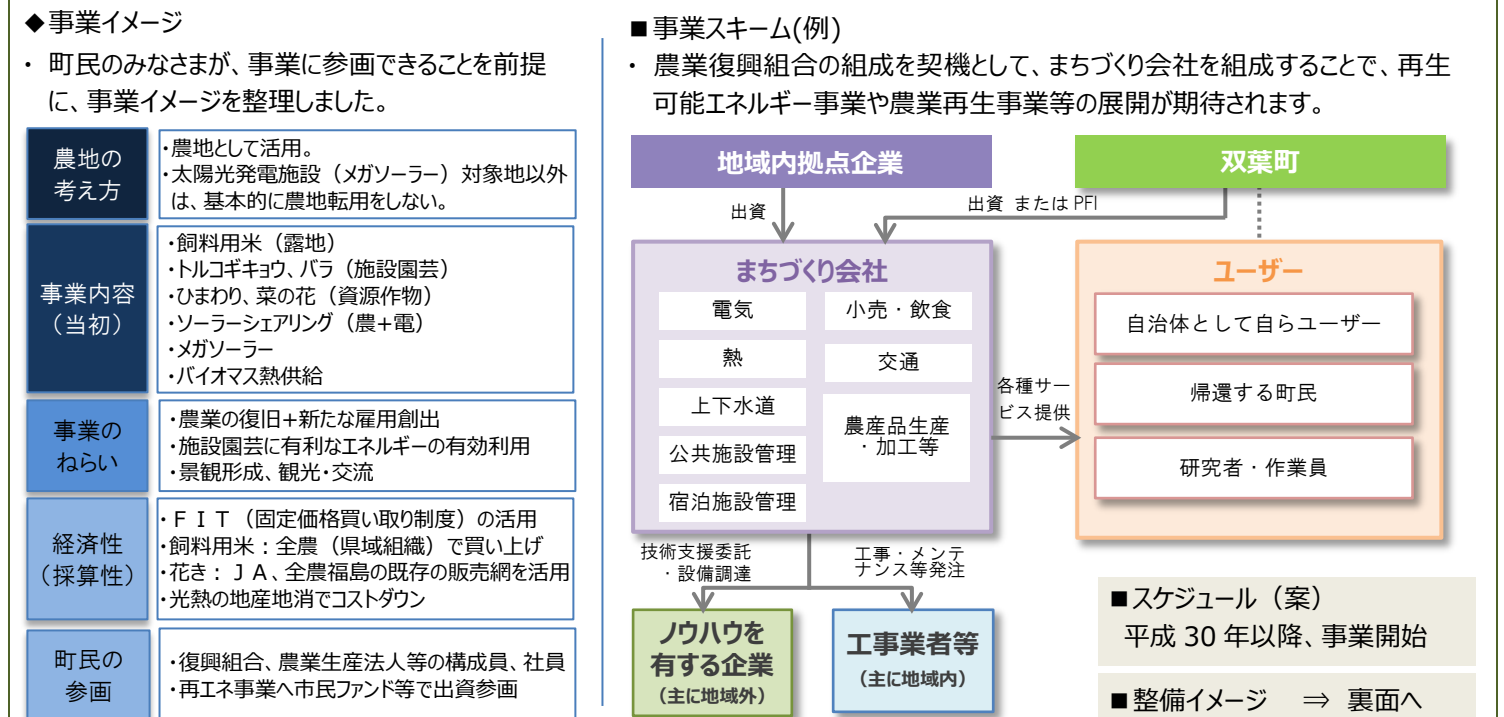 ◆事業イメージ
・ 町民のみなさまが、事業に参画できることを前提
に、事業イメージを整理しました。
農地の
考え方
・農地として活用。
・太陽光発電施設（メガソーラー）対象地以外
は、基本的に農地転用をしない。
事業内容
（当初）
・飼料用米（露地）
・トルコギキョウ、バラ（施設園芸）
・ひまわり、菜の花（資源作物）
・ソーラーシェアリング（農+電）
・メガソーラー
・バイオマス熱供給
事業の
ねらい
・農業の復旧+新たな雇用創出
・施設園芸に有利なエネルギーの有効利用
・景観形成、観光・交流
経済性
（採算性）
・ＦＩＴ（固定価格買い取り制度）の活用
・飼料用米：全農（県域組織）で買い上げ
・花き：ＪＡ、全農福島の既存の販売網を活用
・光熱の地産地消でコストダウン
町民の
参画
・復興組合、農業生産法人等の構成員、社員
・再エネ事業へ市民ファンド等で出資参画
■事業スキーム(例)
・ 農業復興組合の組成を契機として、まちづくり会社を組成することで、再生
可能エネルギー事業や農業再生事業等の展開が期待されます。
地域内拠点企業
双葉町
出資
出資 または PFI
まちづくり会社
電気
小売・飲食
熱
交通
上下水道
農産品生産
・加工等
公共施設管理
宿泊施設管理
各種サー
ビス提供
ユーザー
自治体として自らユーザー
帰還する町民
研究者・作業員
技術支援委託
・設備調達
工事・メンテ
ナンス等発注
ノウハウを
有する企業
（主に地域外）
工事業者等
（主に地域内）
■スケジュール（案）
平成 30 年以降、事業開始
■整備イメージ ⇒ 裏面へ